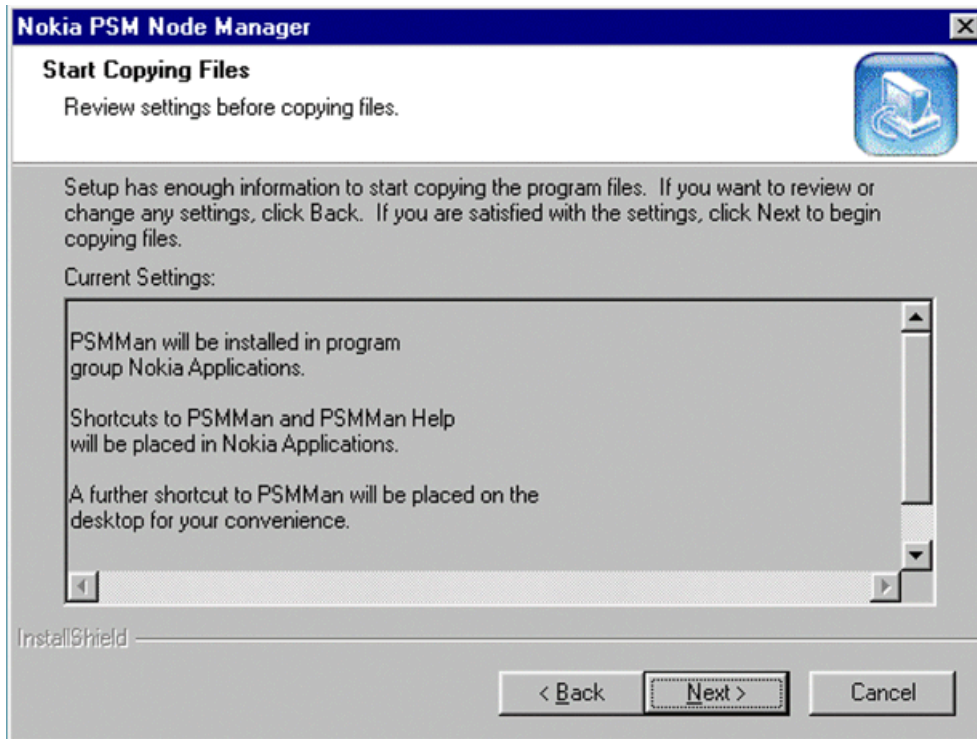 Nokia PSM Node Manager
Start Copying Files
Review settings before copying files.
Setup has enough information to start copying the program files.  If you want to review or
change any settings, click Back.  If you are satisfied with the settings, click Next to begin
copying files.
Current Settings:
PSMMan will be installed in program
group Nokia Applications.
Shortcuts to PSMMan and PSMMan Help
will be placed in Nokia Applications.
A further shortcut to PSMMan will be placed on the
desktop for your convenience.
InstallShield
< Back
Next >
Cancel